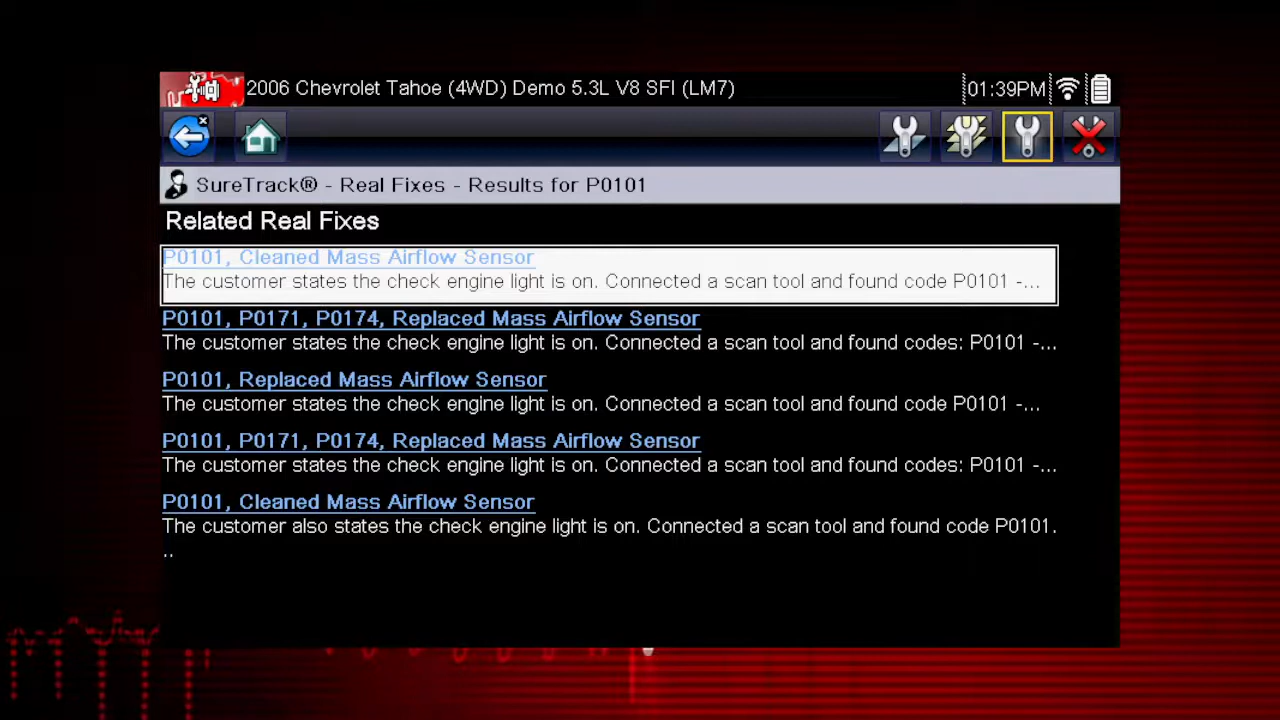 2006 Chevrolet Tahoe (4WD) Demo 5.3L V8 SFI (LM7)
01:39PM
SureTrack® - Real Fixes - Results for P0101
Related Real Fixes
P0101, Cleaned Mass Airflow Sensor
The customer states the check engine light is on. Connected a scan tool and found code P0101 -...
P0101, P0171, P0174, Replaced Mass Airflow Sensor
The customer states the check engine light is on. Connected a scan tool and found codes: P0101 -...
P0101, Replaced Mass Airflow Sensor
The customer states the check engine light is on. Connected a scan tool and found code P0101 -...
P0101, P0171, P0174, Replaced Mass Airflow Sensor
The customer states the check engine light is on. Connected a scan tool and found codes: P0101 -...
P0101, Cleaned Mass Airflow Sensor
The customer also states the check engine light is on. Connected a scan tool and found code P0101.
..